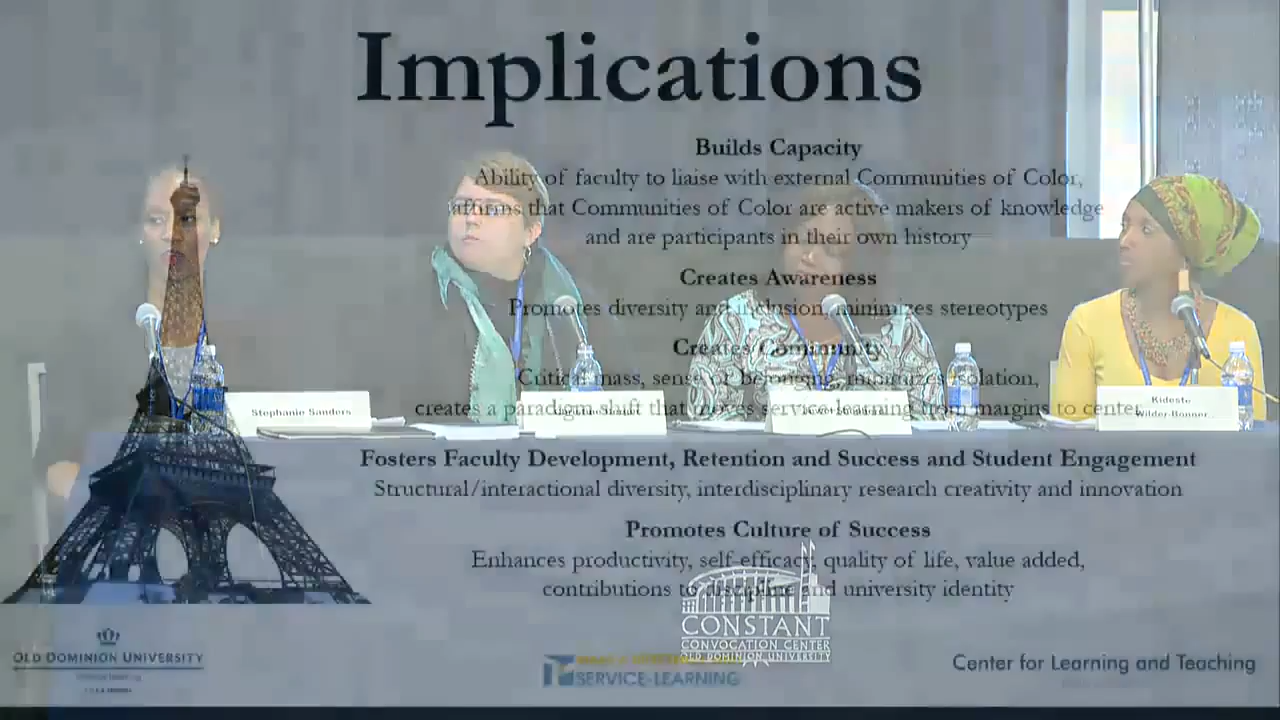 Implications
Builds Capacity
Ability of faculty to liaise with external Communities of Color,
affirms that Communities of Color are active makers of knowledge
and are participants in their own history
Creates Awareness
Promotes diversity and inclusion, minimizes stereotypes
Creates Community
Critical mass, sense of belonging, minimizes isolation,
Stephanie Sanders
Kideste
Wilder-Bonner
creates a paradigm shift that moves service-learning from margins to center
Fosters Faculty Development, Retention and Success and Student Engagement
Structural/interactional diversity, interdisciplinary research creativity and innovation
Promotes Culture of Success
Enhances productivity, self-efficacy, quality of life, value added,
contributions to discipline and university identity
CONSTANT
CONVOCATION CENTER
OLD DOMINION UNIVERSITY
OLD DOMINION UNIVERSITY
SERVICE-LEARNING
Center for Learning and Teaching